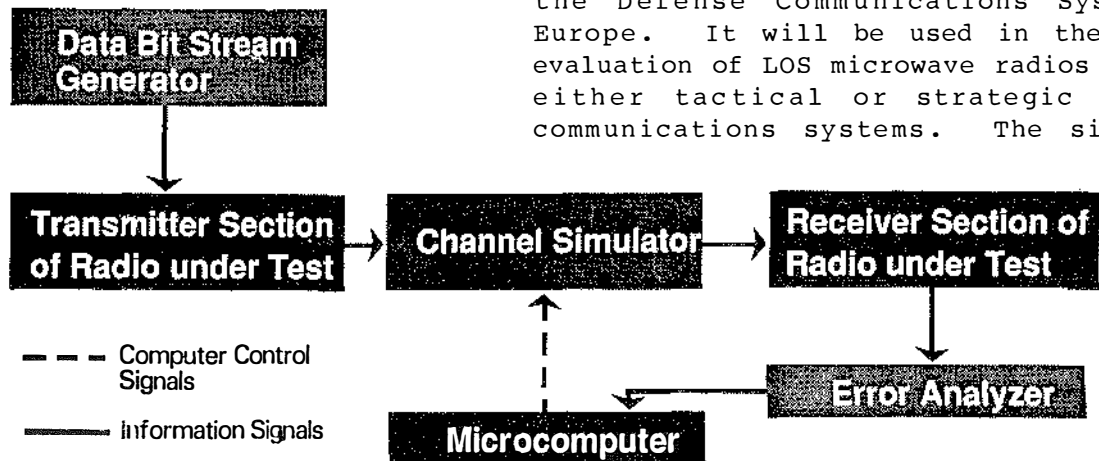 the Defense Communications Sys
Europe. It will be used in the
evaluation of LOS microwave radios
either tactical or strategic
communications systems. The si
Data Bit Stream
Generator
Transmitter Section
of Radio under Test
Channel Simulator
Receiver Section of
Radio under Test
Computer Control
Signals
Information Signals
Error Analyzer
Microcomputer